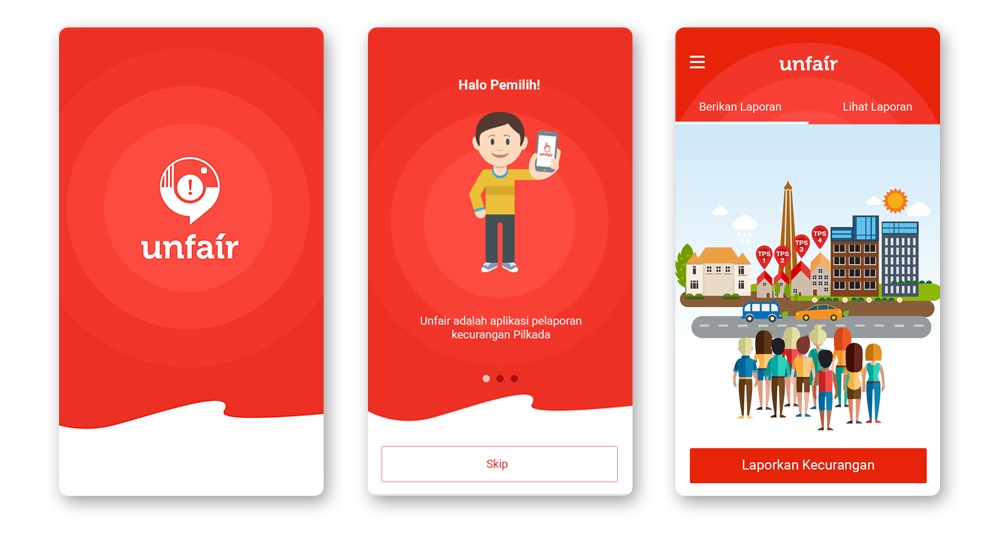 !
unfaír
Halo Pemilih!
unfaír
Unfair adalah aplikasi pelaporan
kecurangan Pilkada
Skip
unfaír
Berikan Laporan
Lihat Laporan
TPS
1
TPS
2
TPS
3
TPS
4
Laporkan Kecurangan